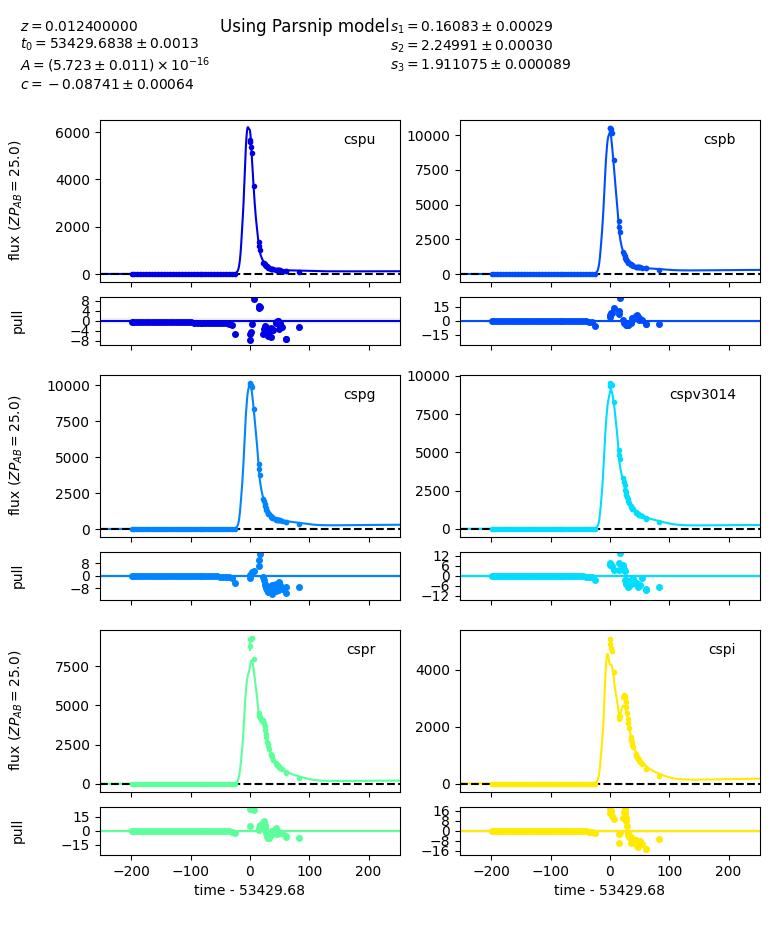 Using Parsnip model
z = 0.012400000
t₀ = 53429.6838 ± 0.0013
A = (5.723 ± 0.011) × 10⁻¹⁶
c = −0.08741 ± 0.00064
s₁ = 0.16083 ± 0.00029
s₂ = 2.24991 ± 0.00030
s₃ = 1.911075 ± 0.000089
flux (ZP_AB = 25.0)
6000
4000
2000
0
cspu
10000
7500
5000
2500
0
cspb
pull
8
4
0
−4
−8
15
0
−15
flux (ZP_AB = 25.0)
10000
7500
5000
2500
0
cspg
10000
7500
5000
2500
0
cspv3014
pull
8
0
−8
12
6
0
−6
−12
flux (ZP_AB = 25.0)
7500
5000
2500
0
cspr
4000
2000
0
cspi
pull
15
0
−15
16
8
0
−8
−16
−200 −100 0 100 200
−200 −100 0 100 200
time - 53429.68
time - 53429.68